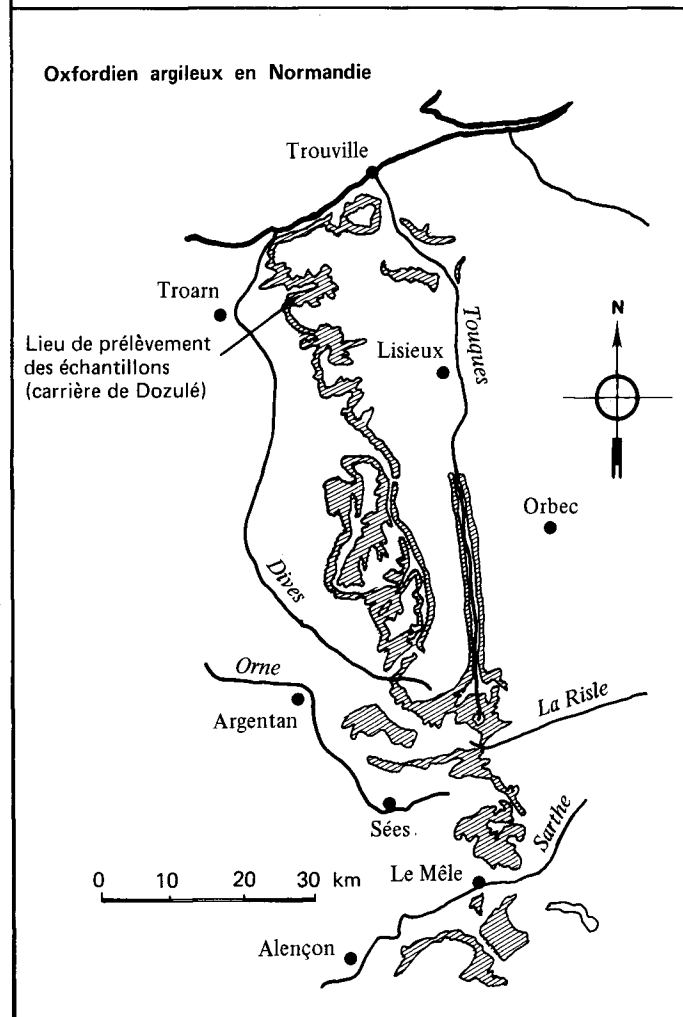 Oxfordien argileux en Normandie
Trouville
N
Troarn
Touques
Lieu de prélèvement
des échantillons
(carrière de Dozulé)
Lisieux
Orbec
Dives
Orne
La Risle
Argentan
Sarthe
Sées
Le Mêle
0 10 20 30 km
Alençon